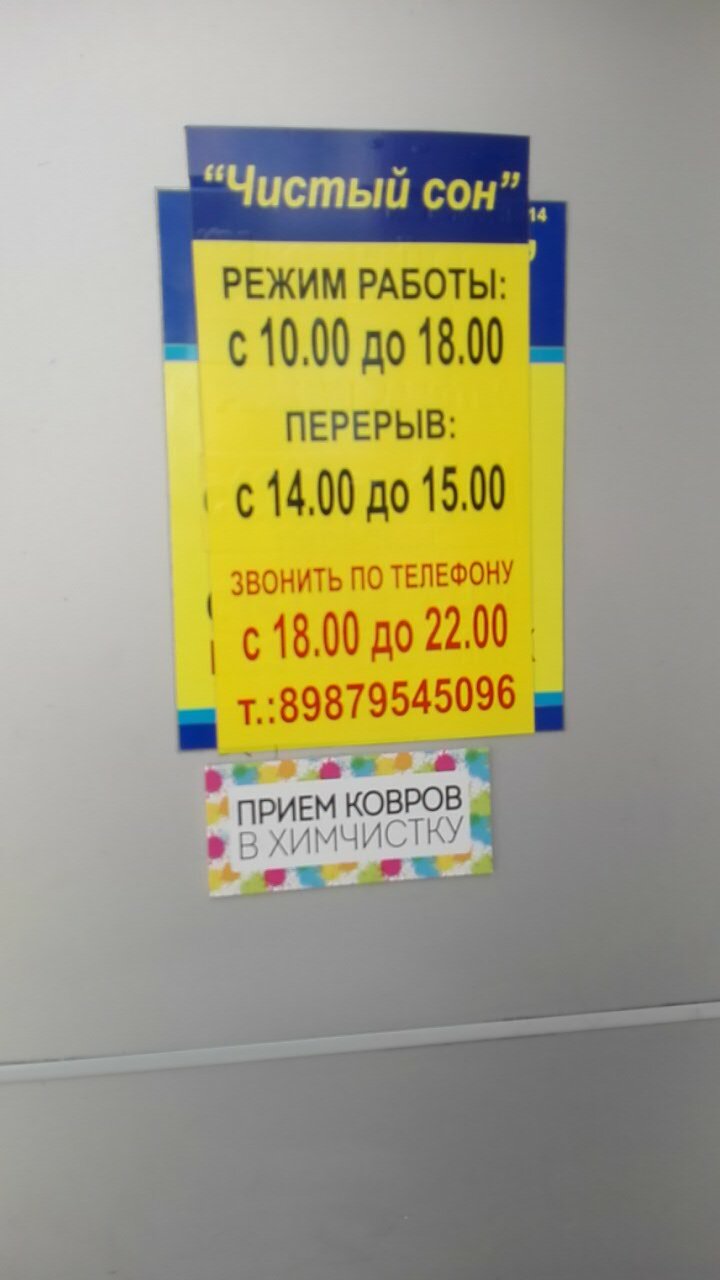 “Чистый сон”
14
РЕЖИМ РАБОТЫ:
с 10.00 до 18.00
ПЕРЕРЫВ:
с 14.00 до 15.00
ЗВОНИТЬ ПО ТЕЛЕФОНУ
с 18.00 до 22.00
т.:89879545096
ПРИЕМ КОВРОВ
В ХИМЧИСТКУ